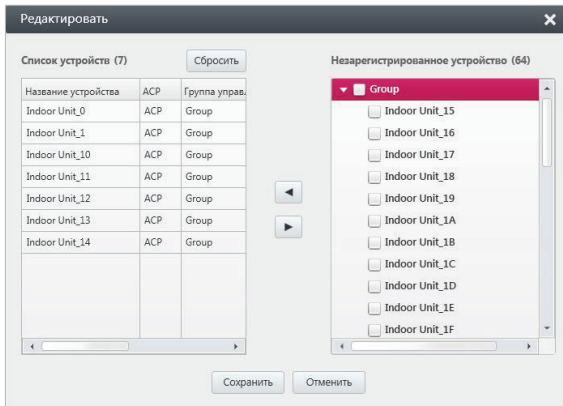 Редактировать
Список устройств (7)
Сбросить
Название устройства ACP Группа управ.
Indoor Unit_0 ACP Group
Indoor Unit_1 ACP Group
Indoor Unit_10 ACP Group
Indoor Unit_11 ACP Group
Indoor Unit_12 ACP Group
Indoor Unit_13 ACP Group
Indoor Unit_14 ACP Group
Незарегистрированное устройство (64)
Group
Indoor Unit_15
Indoor Unit_16
Indoor Unit_17
Indoor Unit_18
Indoor Unit_19
Indoor Unit_1A
Indoor Unit_1B
Indoor Unit_1C
Indoor Unit_1D
Indoor Unit_1E
Indoor Unit_1F
Сохранить
Отменить